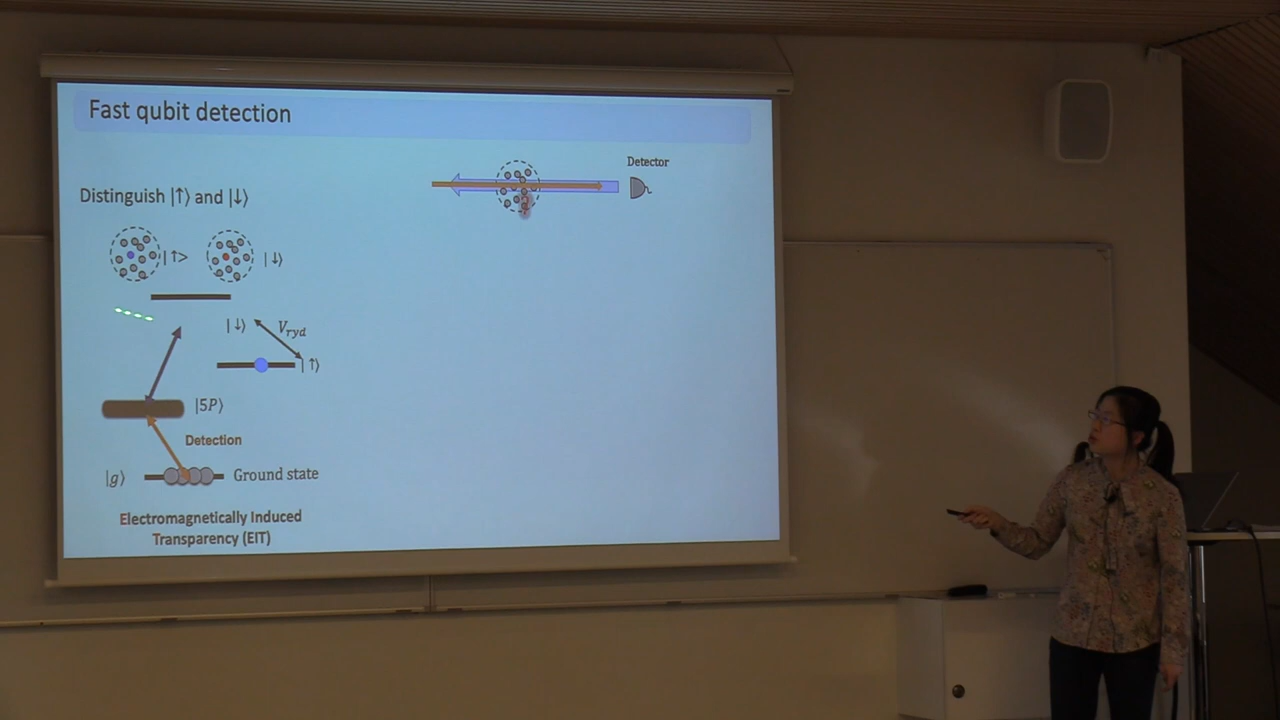 Fast qubit detection
Detector
Distinguish |↑⟩ and |↓⟩
|↑>
|↓⟩
|↓⟩
V_ryd
|↑⟩
|5P⟩
Detection
|g⟩
Ground state
Electromagnetically Induced
Transparency (EIT)